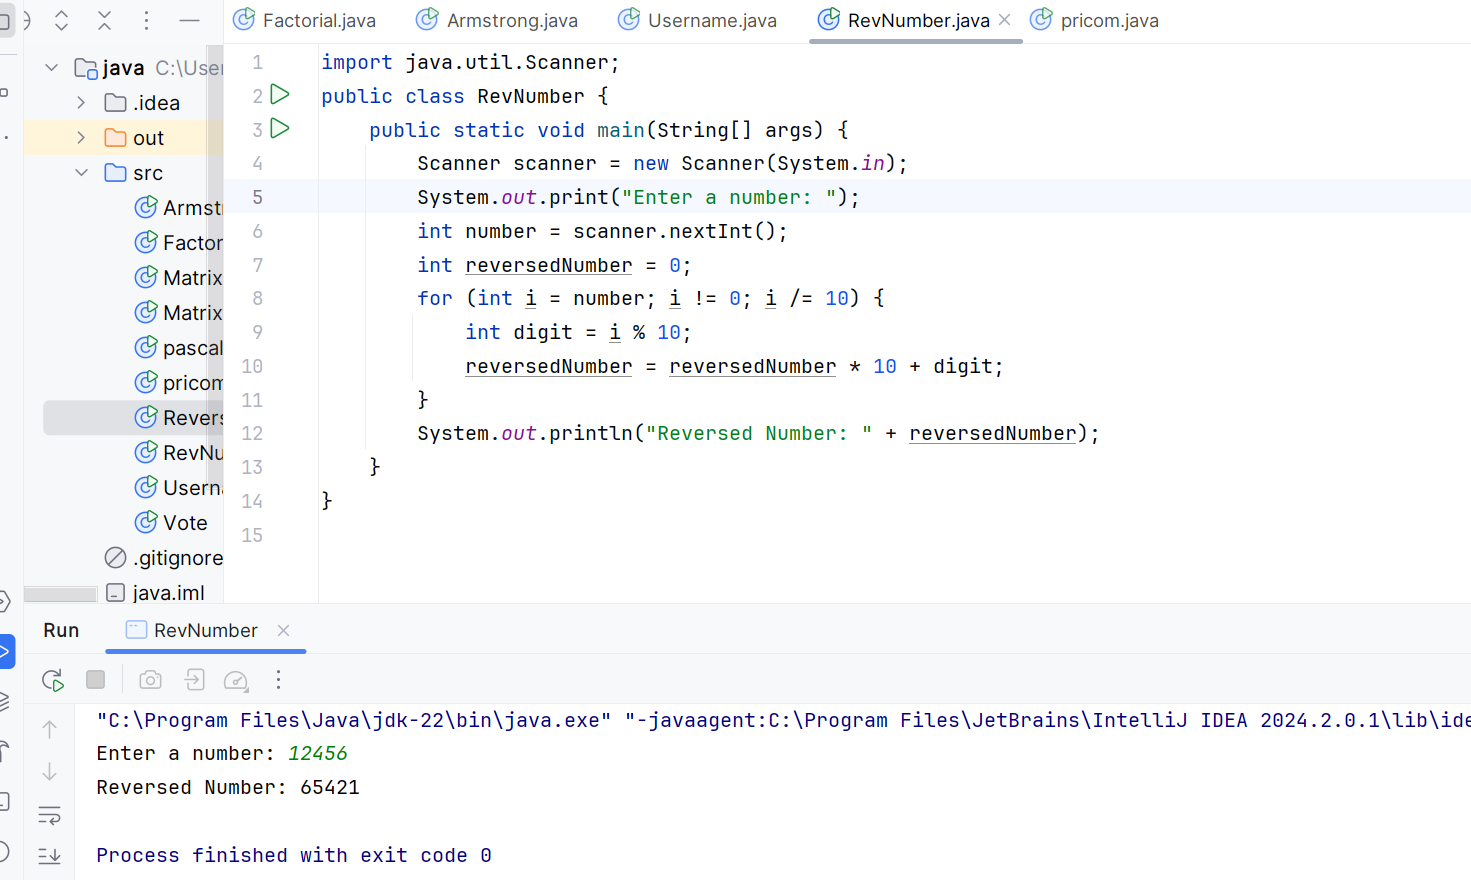 Factorial.java Armstrong.java Username.java RevNumber.java pricom.java
java C:\User
.idea
out
src
Armstr
Factor
Matrix
Matrix
pascal
pricom
Revers
RevNu
Userna
Vote
.gitignore
java.iml
1 import java.util.Scanner;
2 public class RevNumber {
3 public static void main(String[] args) {
4 Scanner scanner = new Scanner(System.in);
5 System.out.print("Enter a number: ");
6 int number = scanner.nextInt();
7 int reversedNumber = 0;
8 for (int i = number; i != 0; i /= 10) {
9 int digit = i % 10;
10 reversedNumber = reversedNumber * 10 + digit;
11 }
12 System.out.println("Reversed Number: " + reversedNumber);
13 }
14 }
15
Run RevNumber
"C:\Program Files\Java\jdk-22\bin\java.exe" "-javaagent:C:\Program Files\JetBrains\IntelliJ IDEA 2024.2.0.1\lib\ide
Enter a number: 12456
Reversed Number: 65421
Process finished with exit code 0